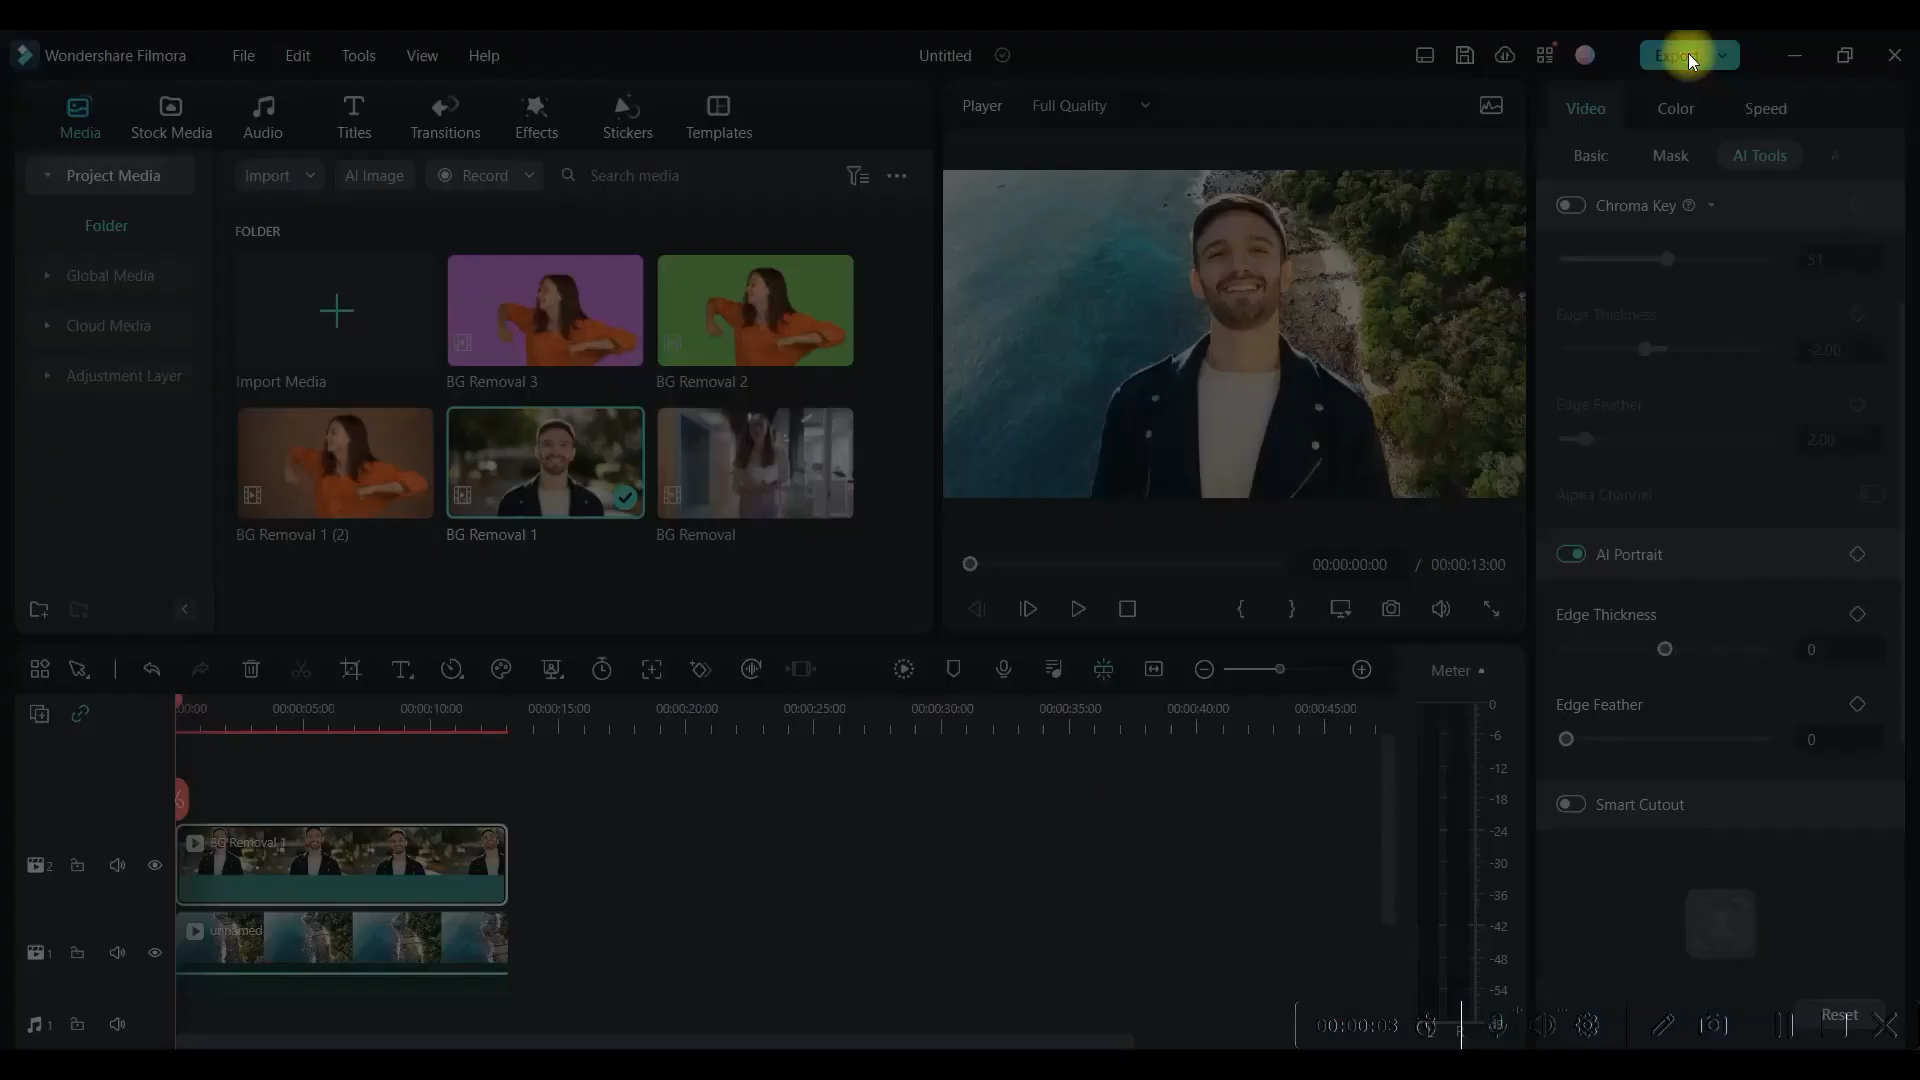 Wondershare Filmora File Edit Tools View Help Untitled Export
Media Stock Media Audio Titles Transitions Effects Stickers Templates
Player Full Quality
Video Color Speed
Basic Mask AI Tools A
Project Media
Import AI Image Record Search media
Folder
Global Media
Cloud Media
Adjustment Layer
FOLDER
Import Media BG Removal 3 BG Removal 2
BG Removal 1 (2) BG Removal 1 BG Removal
00:00:00:00 / 00:00:13:00
Chroma Key
51
Edge Thickness
-2.00
Edge Feather
2.00
Alpha Channel
AI Portrait
Edge Thickness
0
Edge Feather
0
Smart Cutout
Reset
Meter
:00:00 00:00:05:00 00:00:10:00 00:00:15:00 00:00:20:00 00:00:25:00 00:00:30:00 00:00:35:00 00:00:40:00 00:00:45:00
0
-6
-12
-18
-24
-30
-36
-42
-48
-54
dB
2 BG Removal 1
1 unnamed
1
00:00:03